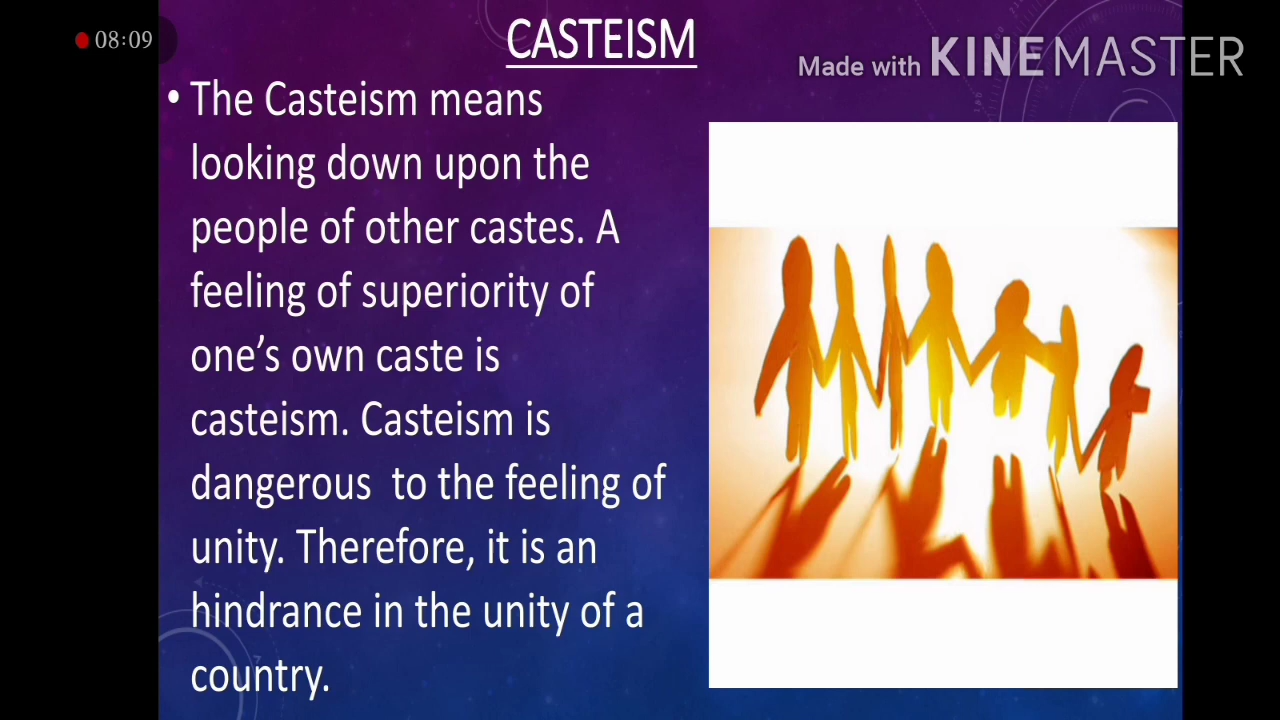 08:09
CASTEISM
Made with KINEMASTER
• The Casteism means
looking down upon the
people of other castes. A
feeling of superiority of
one’s own caste is
casteism. Casteism is
dangerous  to the feeling of
unity. Therefore, it is an
hindrance in the unity of a
country.